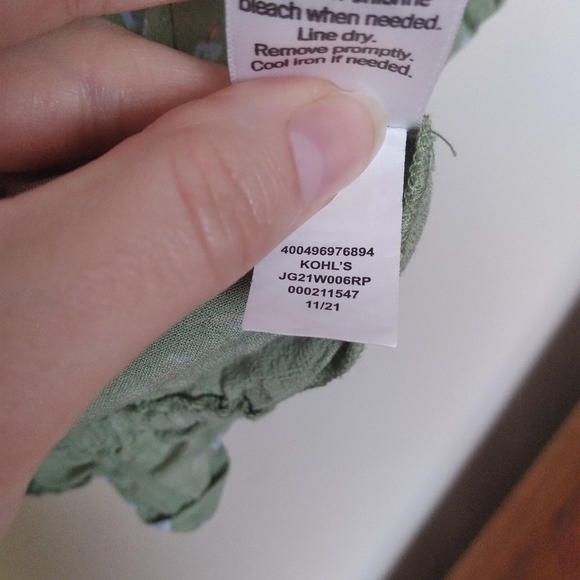 bleach when needed.
Line dry.
Remove promptly.
Cool iron if needed.
400496976894
KOHL'S
JG21W006RP
000211547
11/21